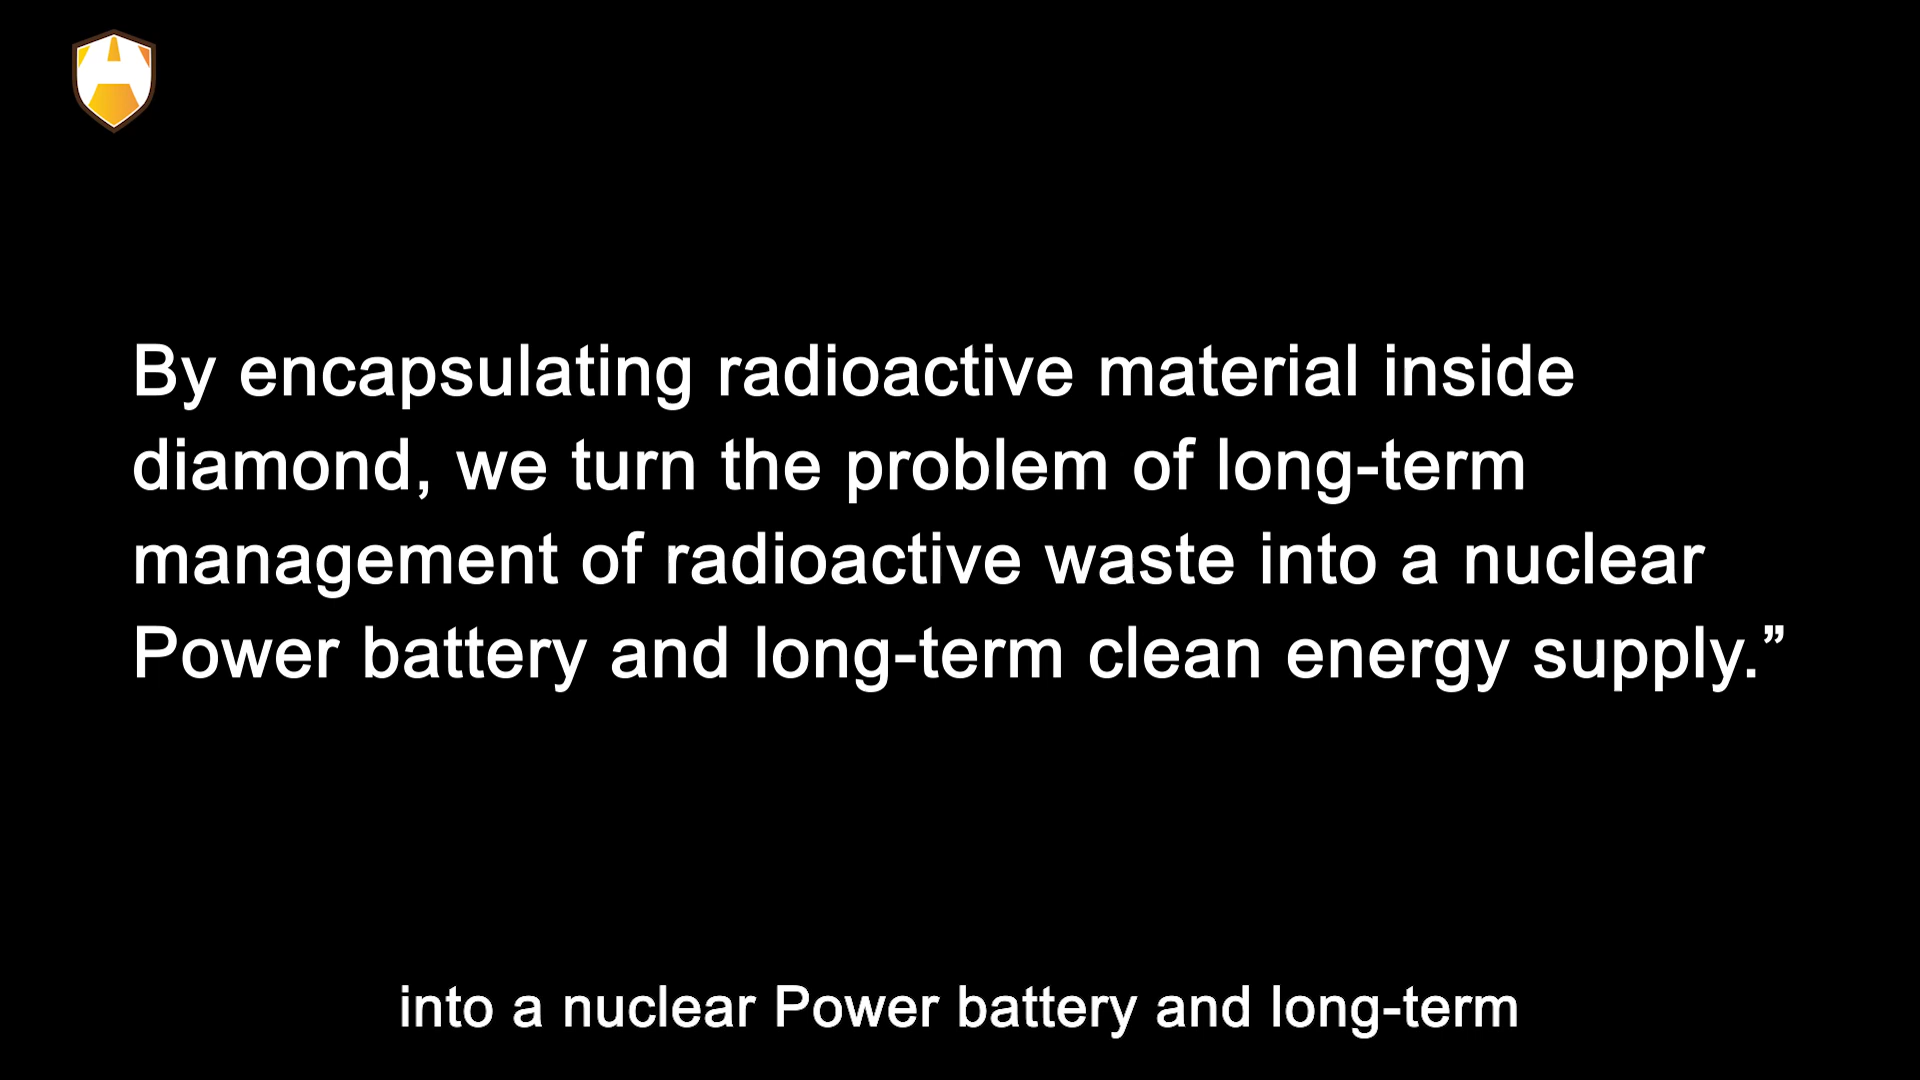 By encapsulating radioactive material inside
diamond, we turn the problem of long-term
management of radioactive waste into a nuclear
Power battery and long-term clean energy supply.”
into a nuclear Power battery and long-term